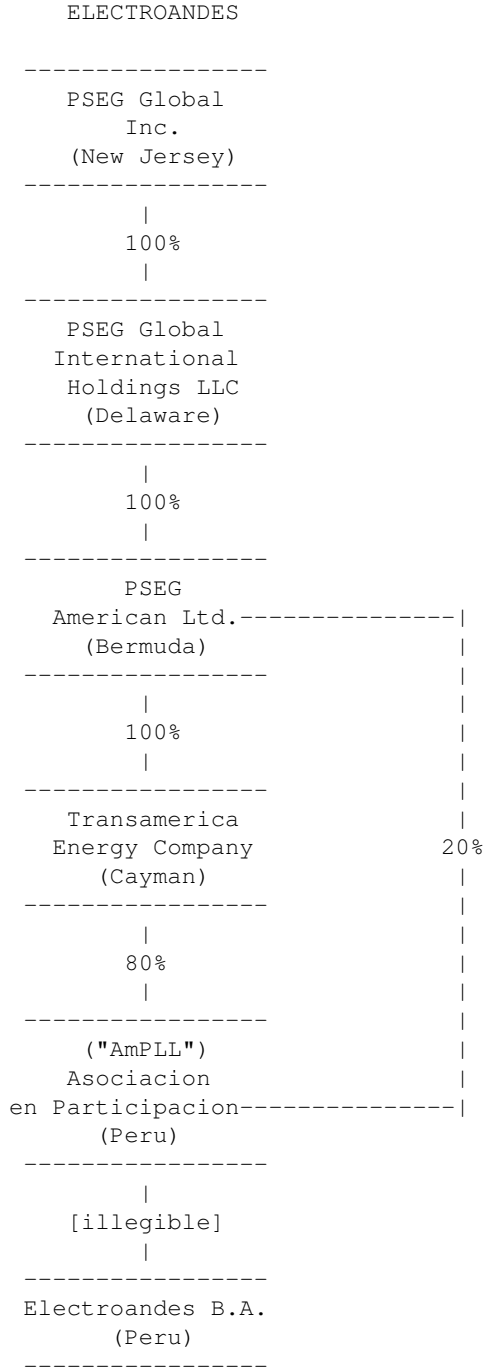 ELECTROANDES
-----------------
PSEG Global
Inc.
(New Jersey)
-----------------
|
100%
|
-----------------
PSEG Global
International
Holdings LLC
(Delaware)
-----------------
|
100%
|
-----------------
PSEG
American Ltd.---------------|
(Bermuda) |
----------------- |
| |
100% |
| |
----------------- |
Transamerica |
Energy Company 20%
(Cayman) |
----------------- |
| |
80% |
| |
----------------- |
("AmPLL") |
Asociacion |
en Participacion---------------|
(Peru)
-----------------
|
[illegible]
|
-----------------
Electroandes B.A.
(Peru)
-----------------